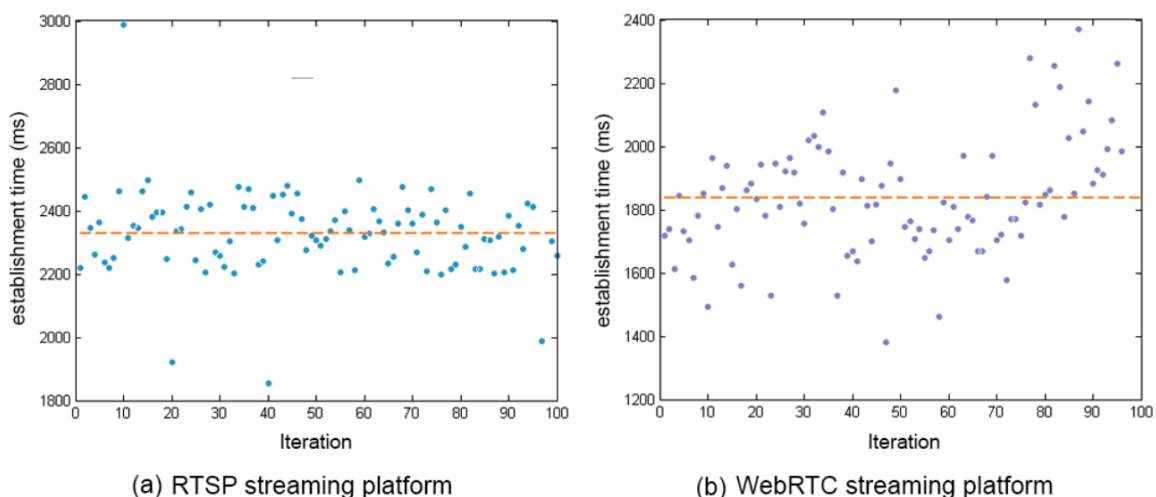 3000
2800
2600
2400
2200
2000
1800
0 10 20 30 40 50 60 70 80 90 100
establishment time (ms)
Iteration
(a) RTSP streaming platform
2400
2200
2000
1800
1600
1400
1200
0 10 20 30 40 50 60 70 80 90 100
establishment time (ms)
Iteration
(b) WebRTC streaming platform